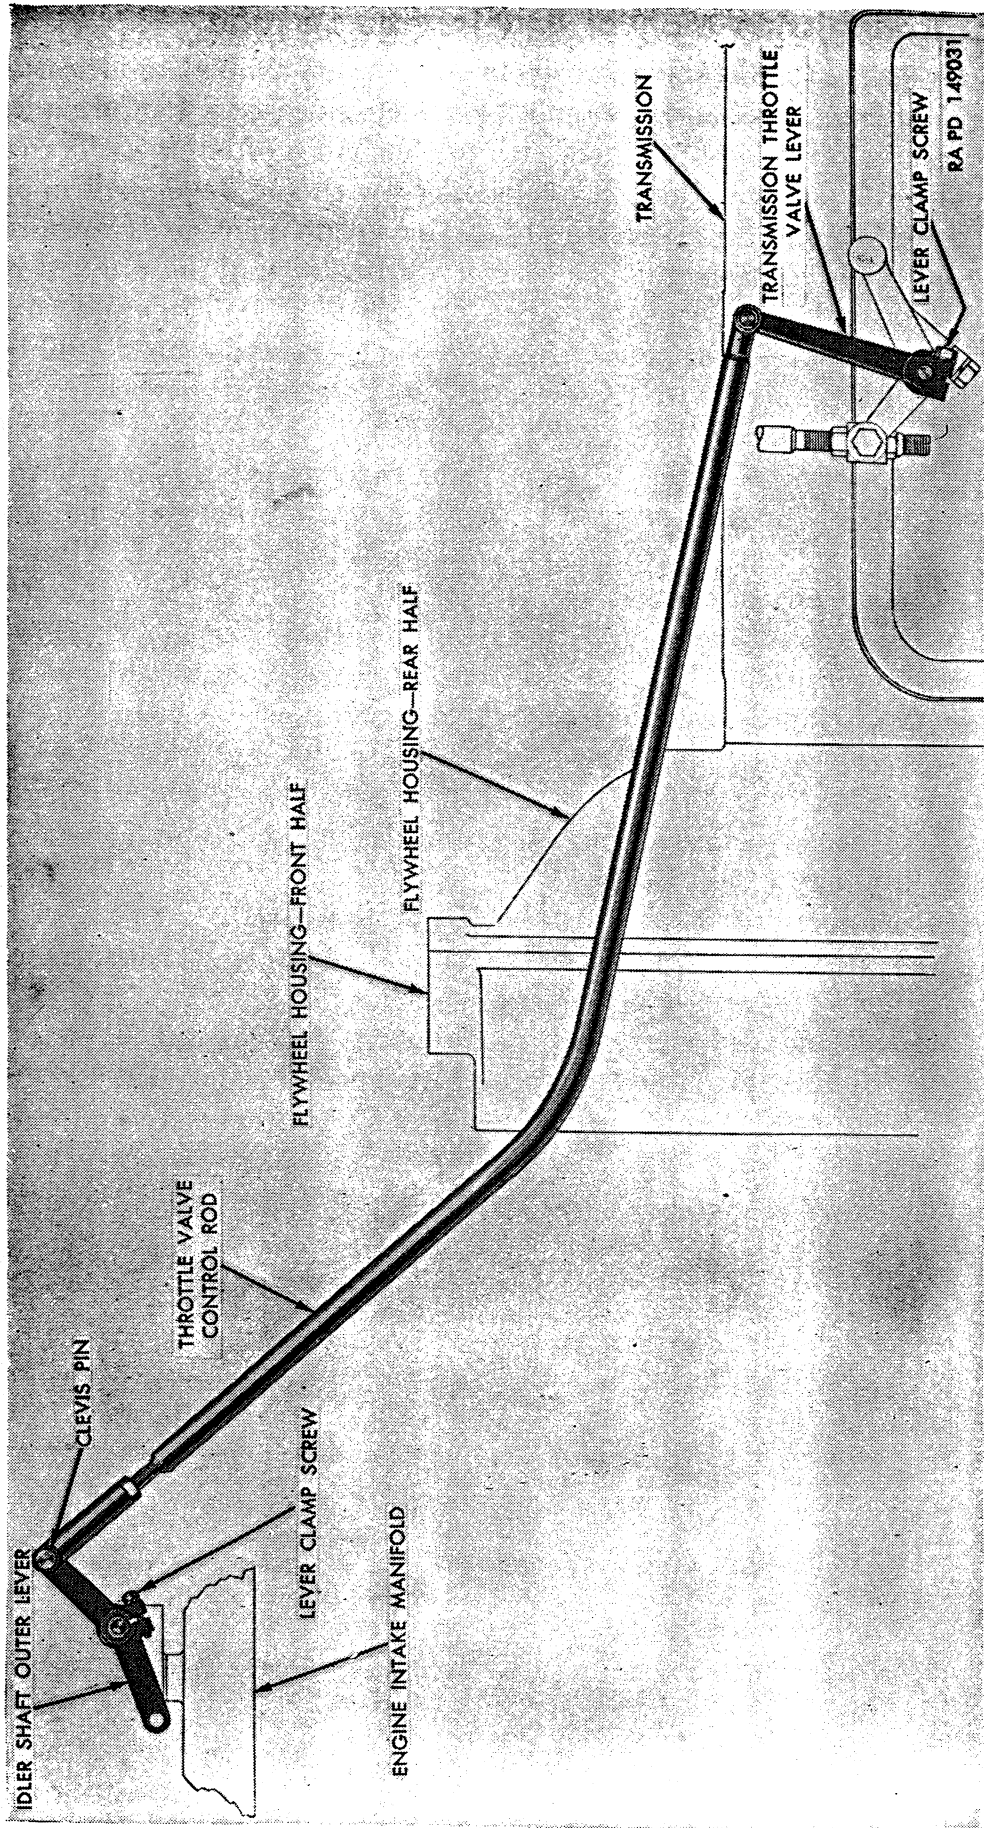 IDLER SHAFT OUTER LEVER
CLEVIS PIN
THROTTLE VALVE
CONTROL ROD
LEVER CLAMP SCREW
ENGINE INTAKE MANIFOLD
FLYWHEEL HOUSING—FRONT HALF
FLYWHEEL HOUSING—REAR HALF
TRANSMISSION
TRANSMISSION THROTTLE
VALVE LEVER
LEVER CLAMP SCREW
RA PD 149031